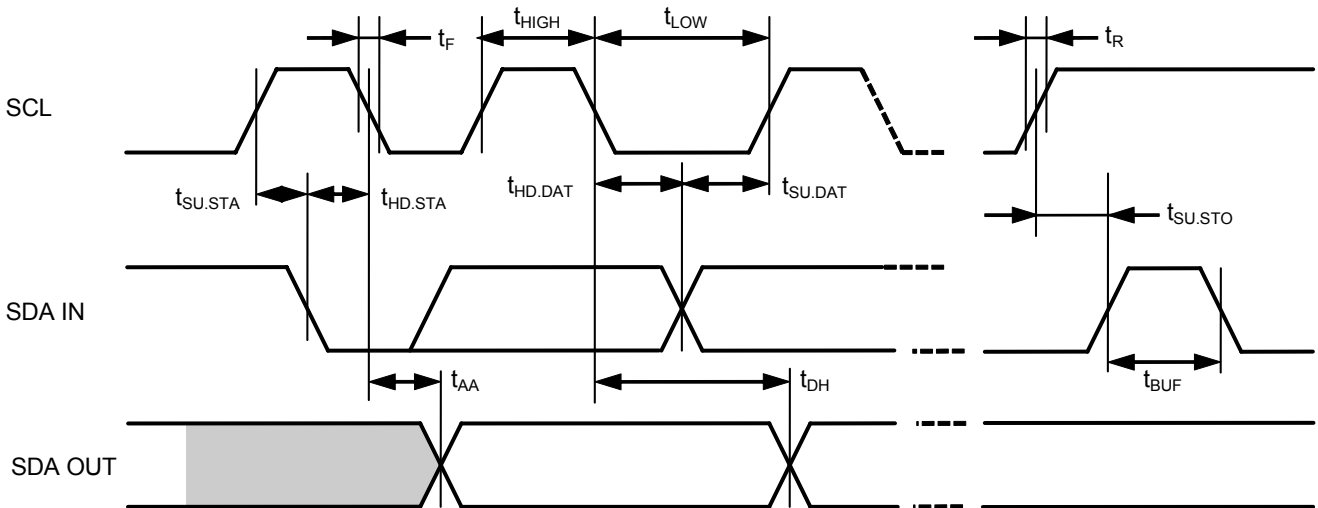 tHIGH
tLOW
tF
tR
SCL
tSU.STA
tHD.STA
tHD.DAT
tSU.DAT
tSU.STO
SDA IN
tAA
tDH
tBUF
SDA OUT